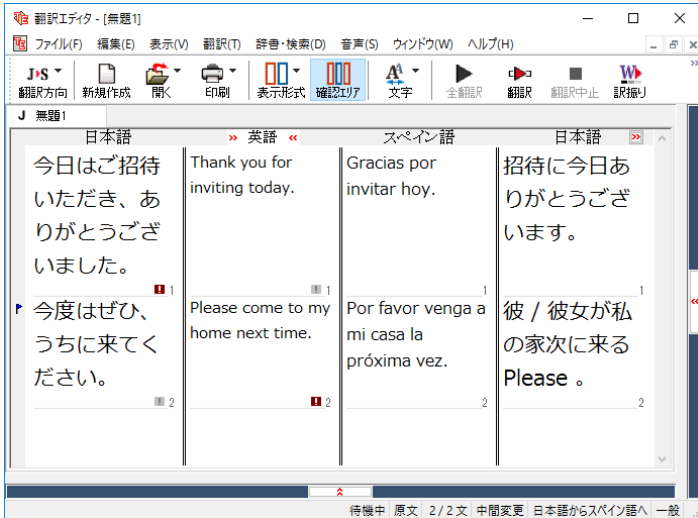 翻訳エディタ - [無題1]
ファイル(F) 編集(E) 表示(V) 翻訳(T) 辞書・検索(D) 音声(S) ウィンドウ(W) ヘルプ(H)
J▸S
翻訳方向 新規作成 開く 印刷 表示形式 確認エリア 文字 全翻訳 翻訳 翻訳中止 訳振り
J 無題1
日本語 » 英語 « スペイン語 日本語 »
今日はご招待
いただき、あ
りがとうござ
いました。
1
Thank you for
inviting today.
1
Gracias por
invitar hoy.
1
招待に今日あ
りがとうござ
います。
1
今度はぜひ、
うちに来てく
ださい。
2
Please come to my
home next time.
2
Por favor venga a
mi casa la
próxima vez.
2
彼 / 彼女が私
の家次に来る
Please 。
2
待機中 原文 2/2文 中間変更 日本語からスペイン語へ 一般